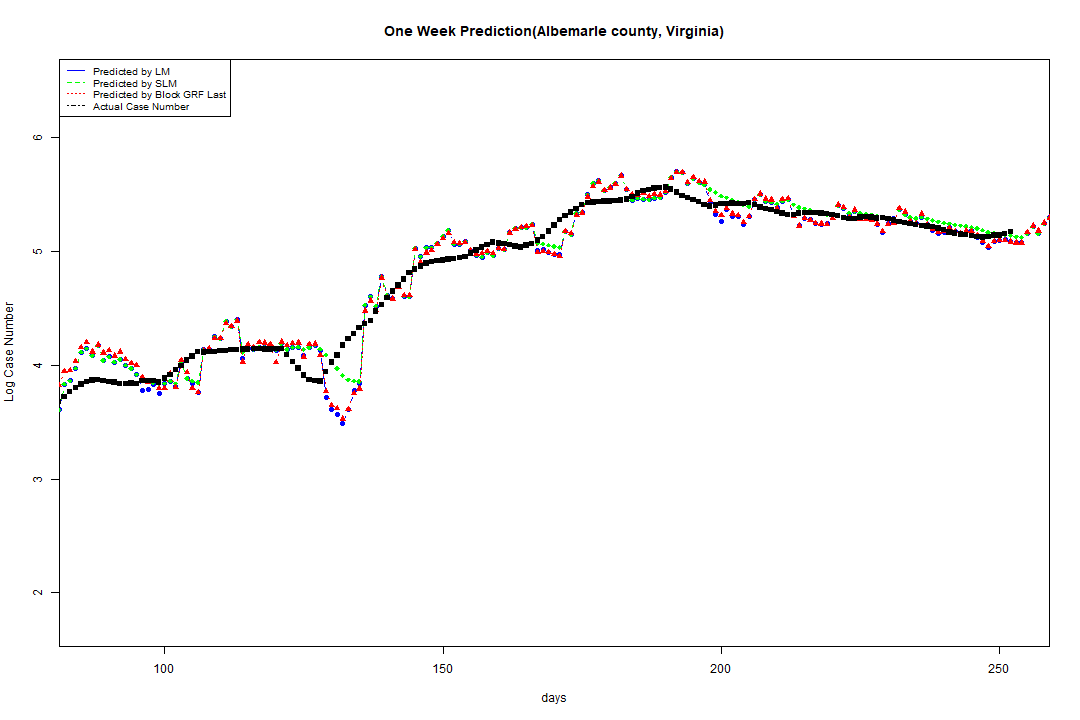 One Week Prediction(Albemarle county, Virginia)
Predicted by LM
Predicted by SLM
Predicted by Block GRF Last
Actual Case Number
6
5
4
3
2
Log Case Number
100 150 200 250
days